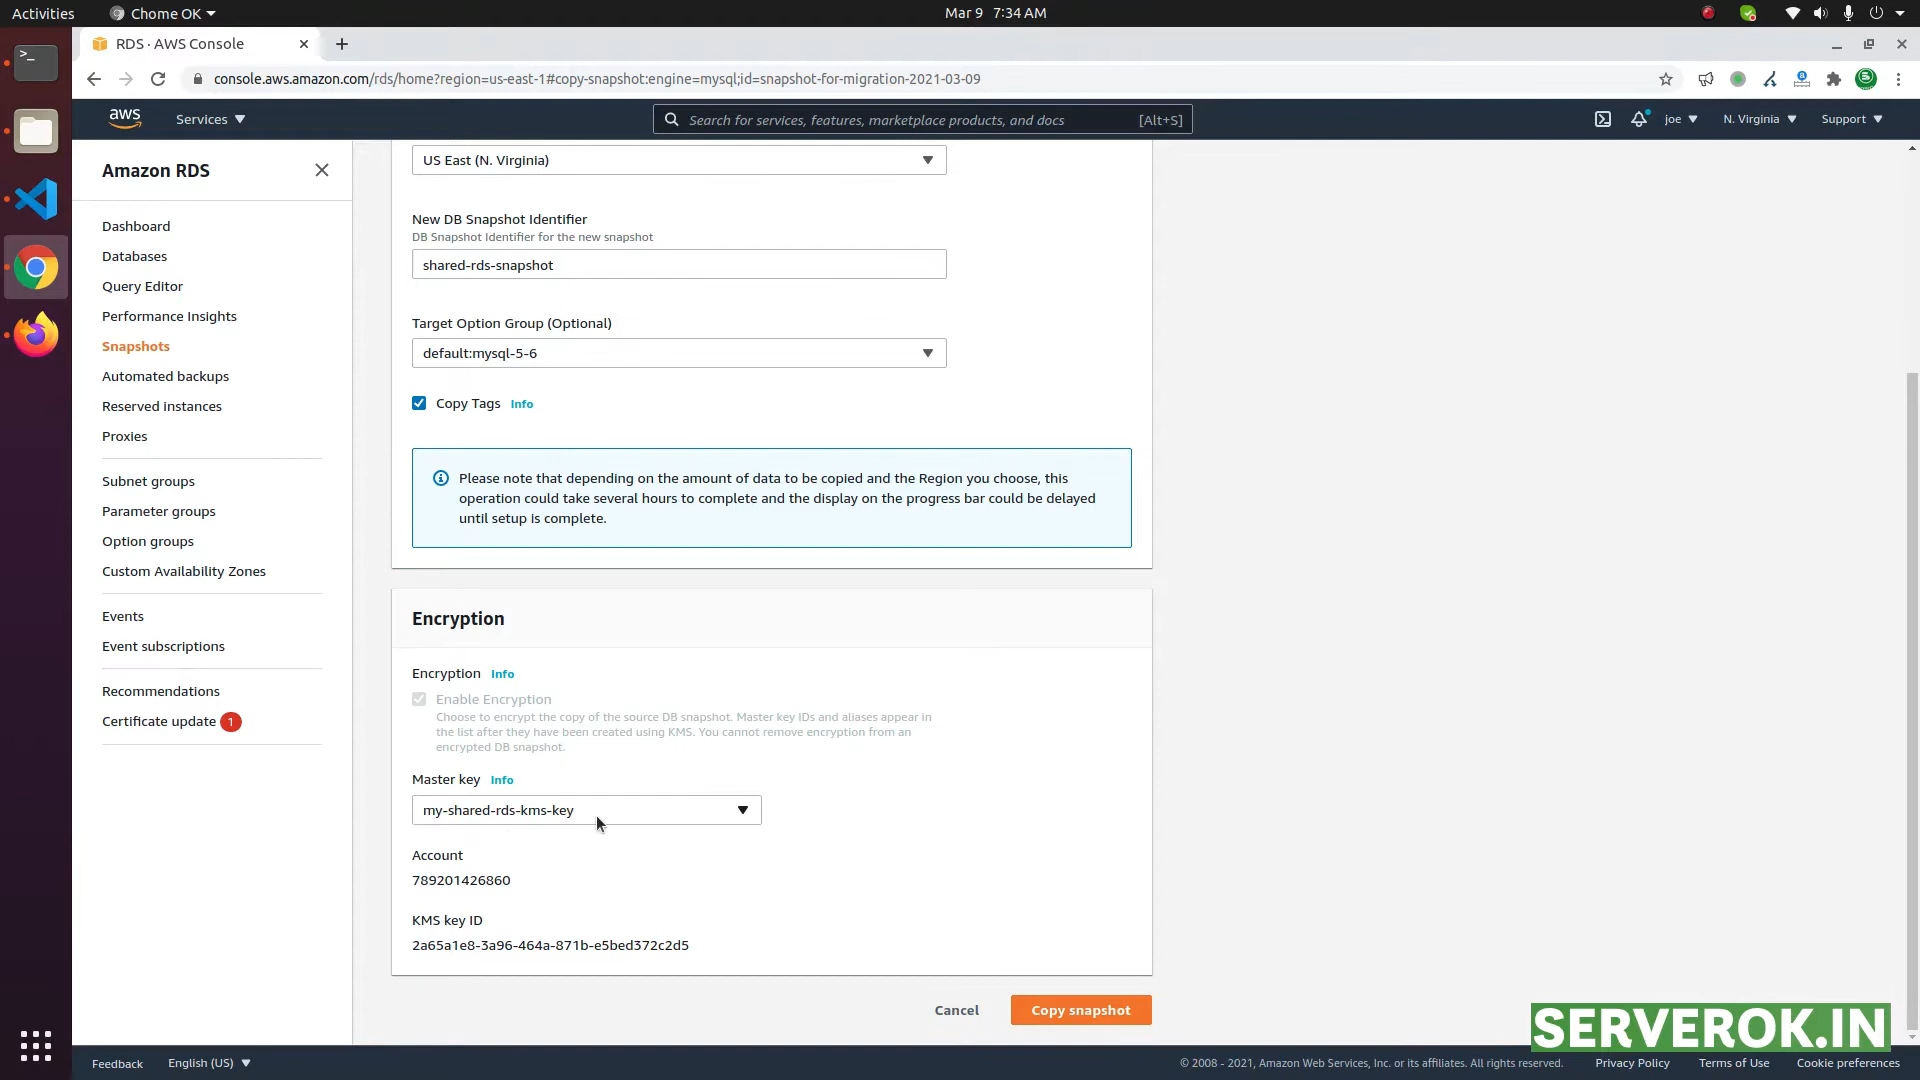 Activities
Chome OK
Mar 9 7:34 AM
RDS · AWS Console
console.aws.amazon.com/rds/home?region=us-east-1#copy-snapshot:engine=mysql;id=snapshot-for-migration-2021-03-09
aws
Services
Search for services, features, marketplace products, and docs
[Alt+S]
joe
N. Virginia
Support
Amazon RDS
Dashboard
Databases
Query Editor
Performance Insights
Snapshots
Automated backups
Reserved instances
Proxies
Subnet groups
Parameter groups
Option groups
Custom Availability Zones
Events
Event subscriptions
Recommendations
Certificate update 1
US East (N. Virginia)
New DB Snapshot Identifier
DB Snapshot Identifier for the new snapshot
shared-rds-snapshot
Target Option Group (Optional)
default:mysql-5-6
Copy Tags Info
Please note that depending on the amount of data to be copied and the Region you choose, this
operation could take several hours to complete and the display on the progress bar could be delayed
until setup is complete.
Encryption
Encryption Info
Enable Encryption
Choose to encrypt the copy of the source DB snapshot. Master key IDs and aliases appear in
the list after they have been created using KMS. You cannot remove encryption from an
encrypted DB snapshot.
Master key Info
my-shared-rds-kms-key
Account
789201426860
KMS key ID
2a65a1e8-3a96-464a-871b-e5bed372c2d5
Cancel
Copy snapshot
SERVEROK.IN
Feedback
English (US)
© 2008 - 2021, Amazon Web Services, Inc. or its affiliates. All rights reserved.
Privacy Policy
Terms of Use
Cookie preferences